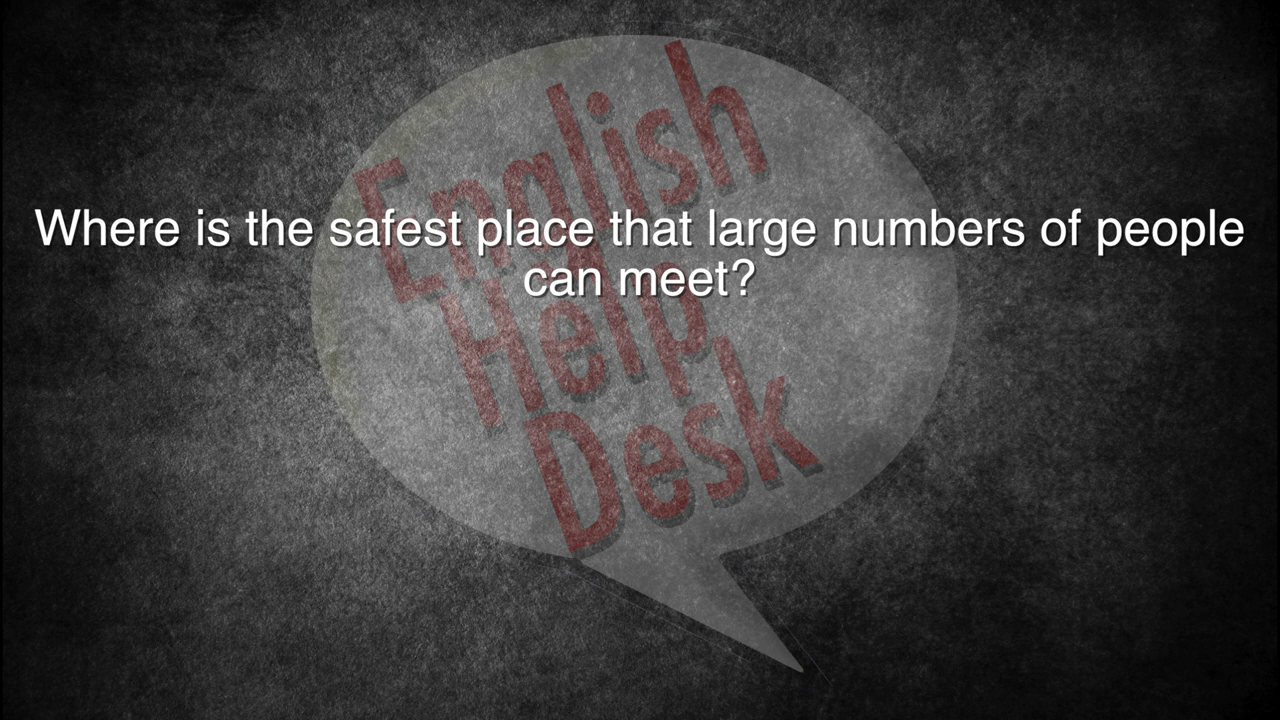 Where is the safest place that large numbers of people
can meet?
English
Help
Desk